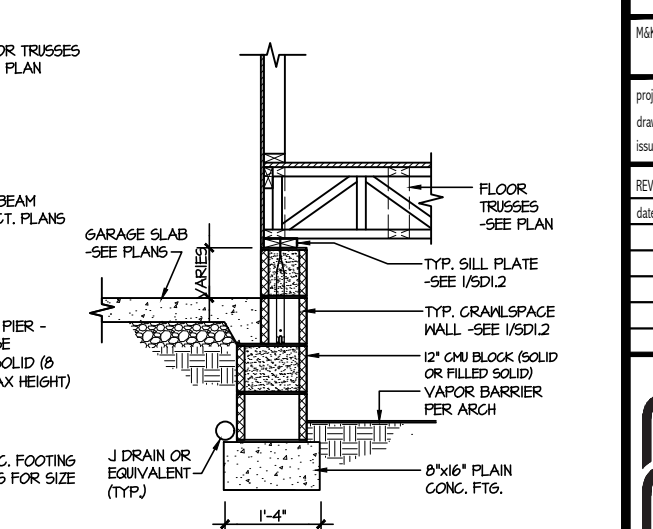 OR TRUSSES
PLAN
BEAM
CT. PLANS
PIER -
SOLID (8
AX HEIGHT)
C. FOOTING
S FOR SIZE
GARAGE SLAB
-SEE PLANS
VARIES
J DRAIN OR
EQUIVALENT
(TYP.)
1'-4"
FLOOR
TRUSSES
-SEE PLAN
TYP. SILL PLATE
-SEE 1/SD1.2
TYP. CRAWLSPACE
WALL -SEE 1/SD1.2
12" CMU BLOCK (SOLID
OR FILLED SOLID)
VAPOR BARRIER
PER ARCH
8"x16" PLAIN
CONC. FTG.
M&K
proj
draw
issu
REV
date